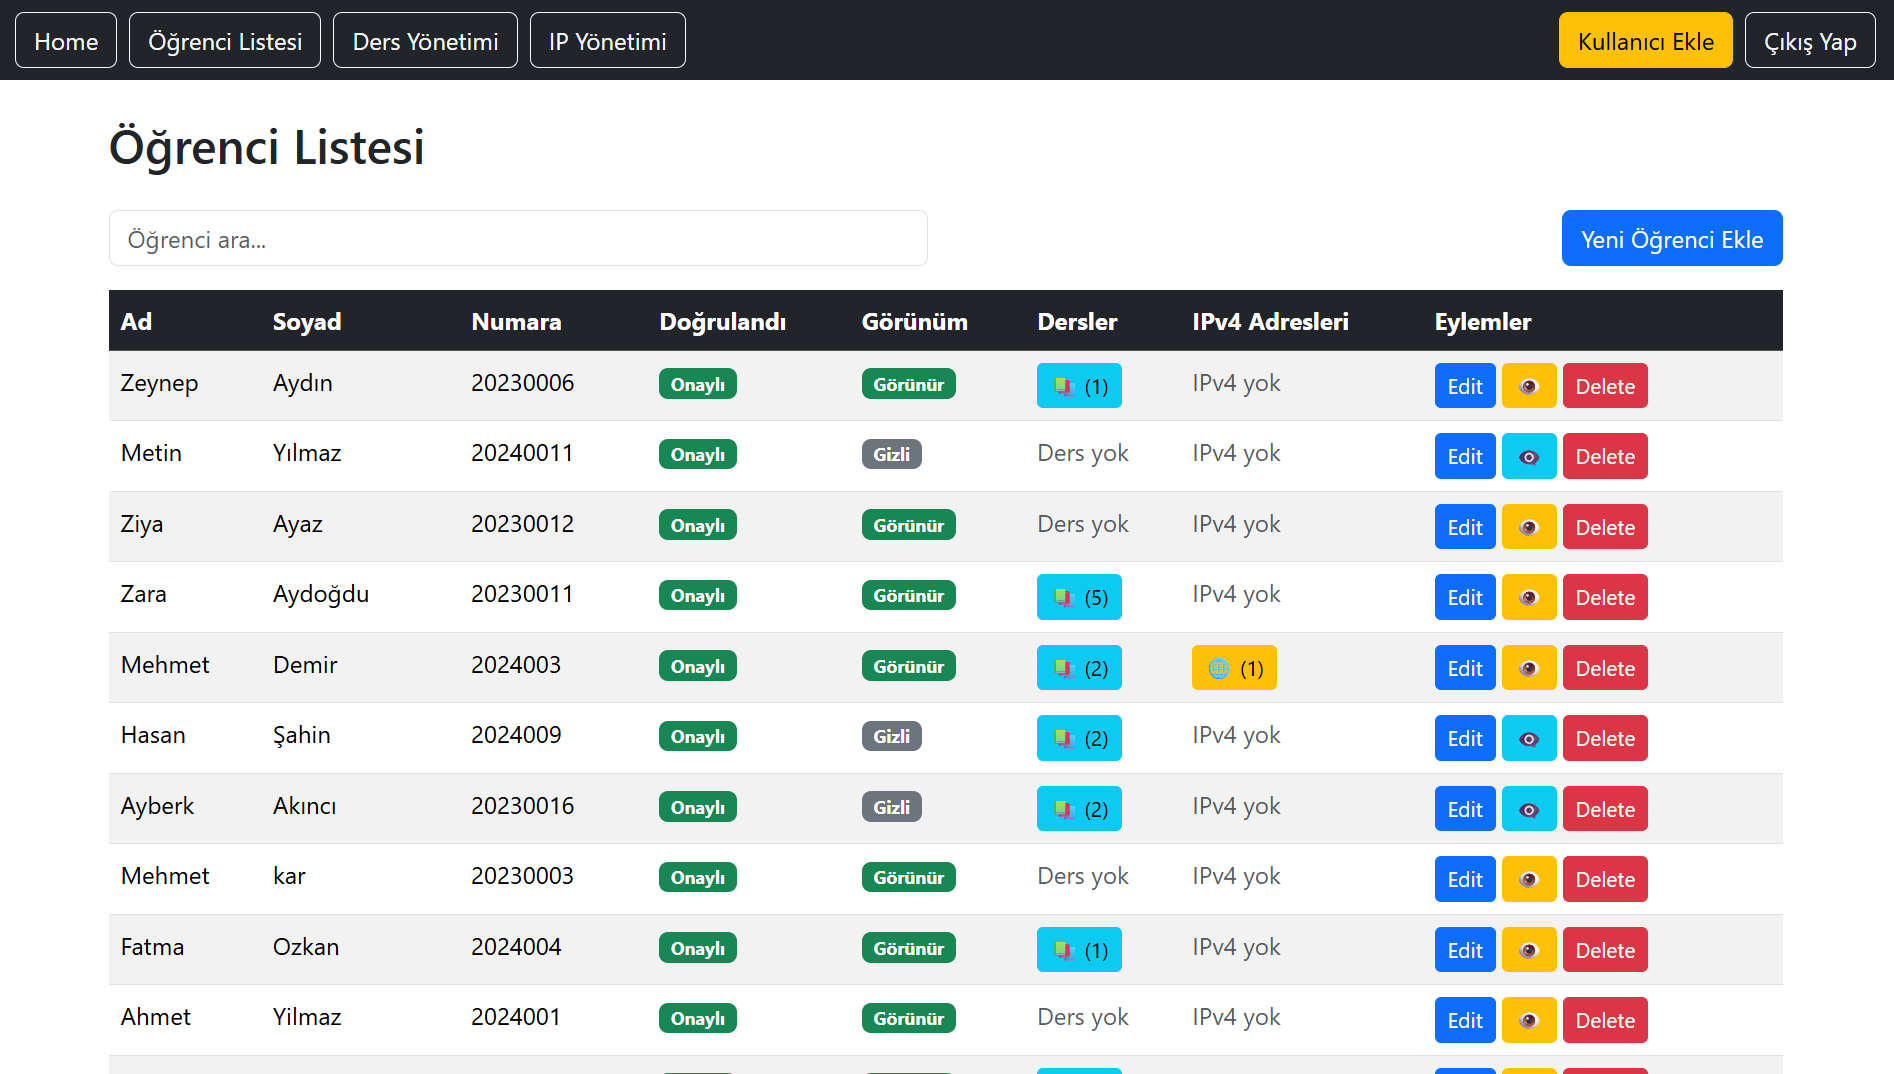 Home Öğrenci Listesi Ders Yönetimi IP Yönetimi Kullanıcı Ekle Çıkış Yap
Öğrenci Listesi
Öğrenci ara... Yeni Öğrenci Ekle
Ad Soyad Numara Doğrulandı Görünüm Dersler IPv4 Adresleri Eylemler
Zeynep Aydın 20230006 Onaylı Görünür (1) IPv4 yok Edit Delete
Metin Yılmaz 20240011 Onaylı Gizli Ders yok IPv4 yok Edit Delete
Ziya Ayaz 20230012 Onaylı Görünür Ders yok IPv4 yok Edit Delete
Zara Aydoğdu 20230011 Onaylı Görünür (5) IPv4 yok Edit Delete
Mehmet Demir 2024003 Onaylı Görünür (2) (1) Edit Delete
Hasan Şahin 2024009 Onaylı Gizli (2) IPv4 yok Edit Delete
Ayberk Akıncı 20230016 Onaylı Gizli (2) IPv4 yok Edit Delete
Mehmet kar 20230003 Onaylı Görünür Ders yok IPv4 yok Edit Delete
Fatma Ozkan 2024004 Onaylı Görünür (1) IPv4 yok Edit Delete
Ahmet Yilmaz 2024001 Onaylı Görünür Ders yok IPv4 yok Edit Delete